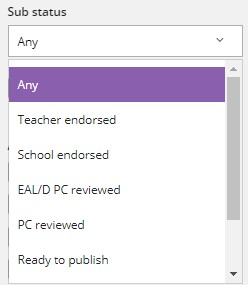 Sub status
Any
Any
Teacher endorsed
School endorsed
EAL/D PC reviewed
PC reviewed
Ready to publish